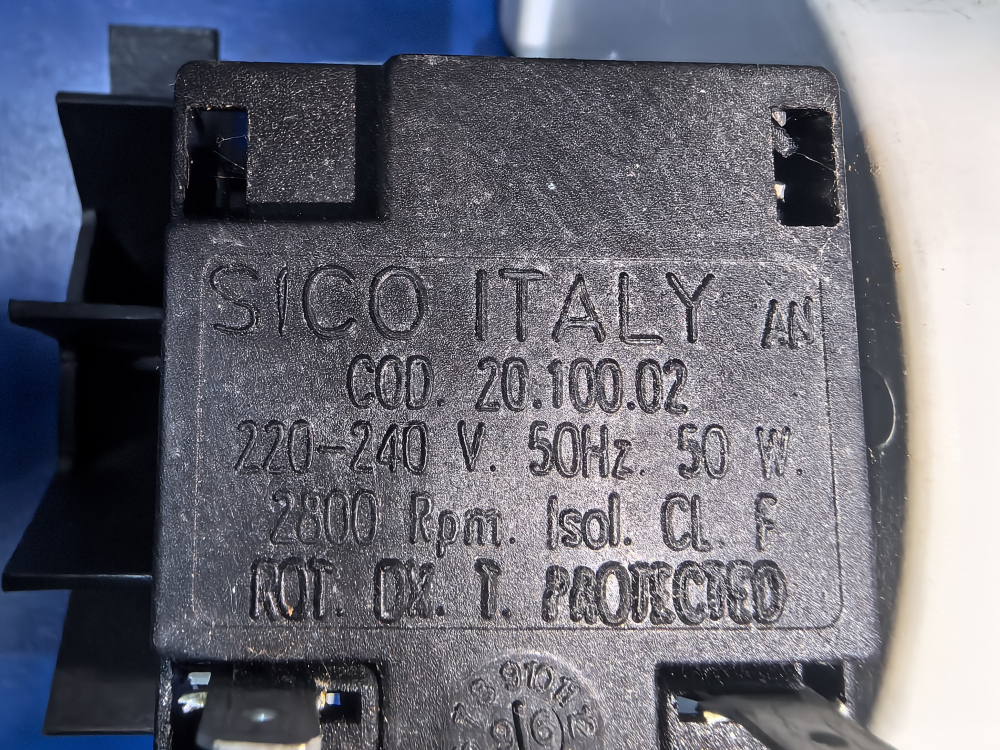 SICO ITALY AN
COD. 20.100.02
220-240 V. 50Hz. 50 W.
2800 Rpm. Isol. CL. F
ROT. DX. T. PROTECTED